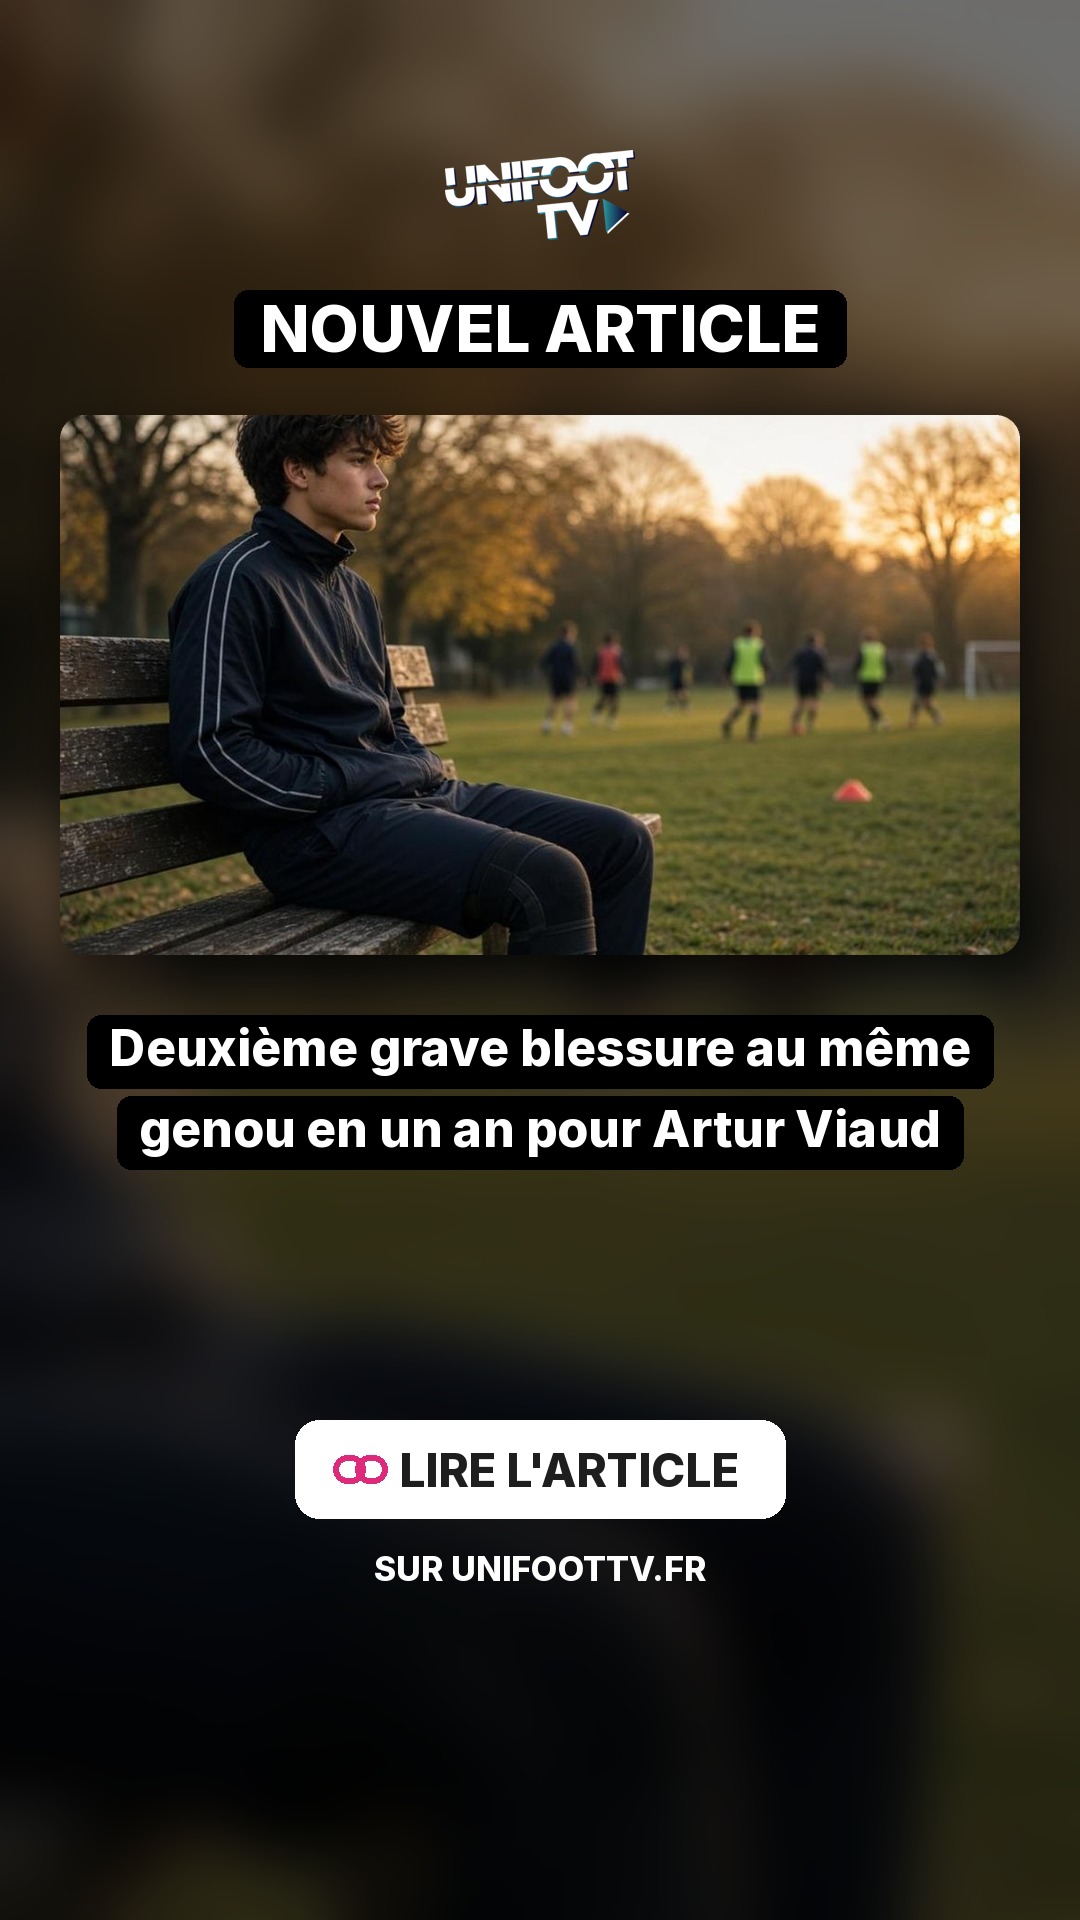 UNIFOOT
TV
NOUVEL ARTICLE
Deuxième grave blessure au même
genou en un an pour Artur Viaud
LIRE L'ARTICLE
SUR UNIFOOTTV.FR